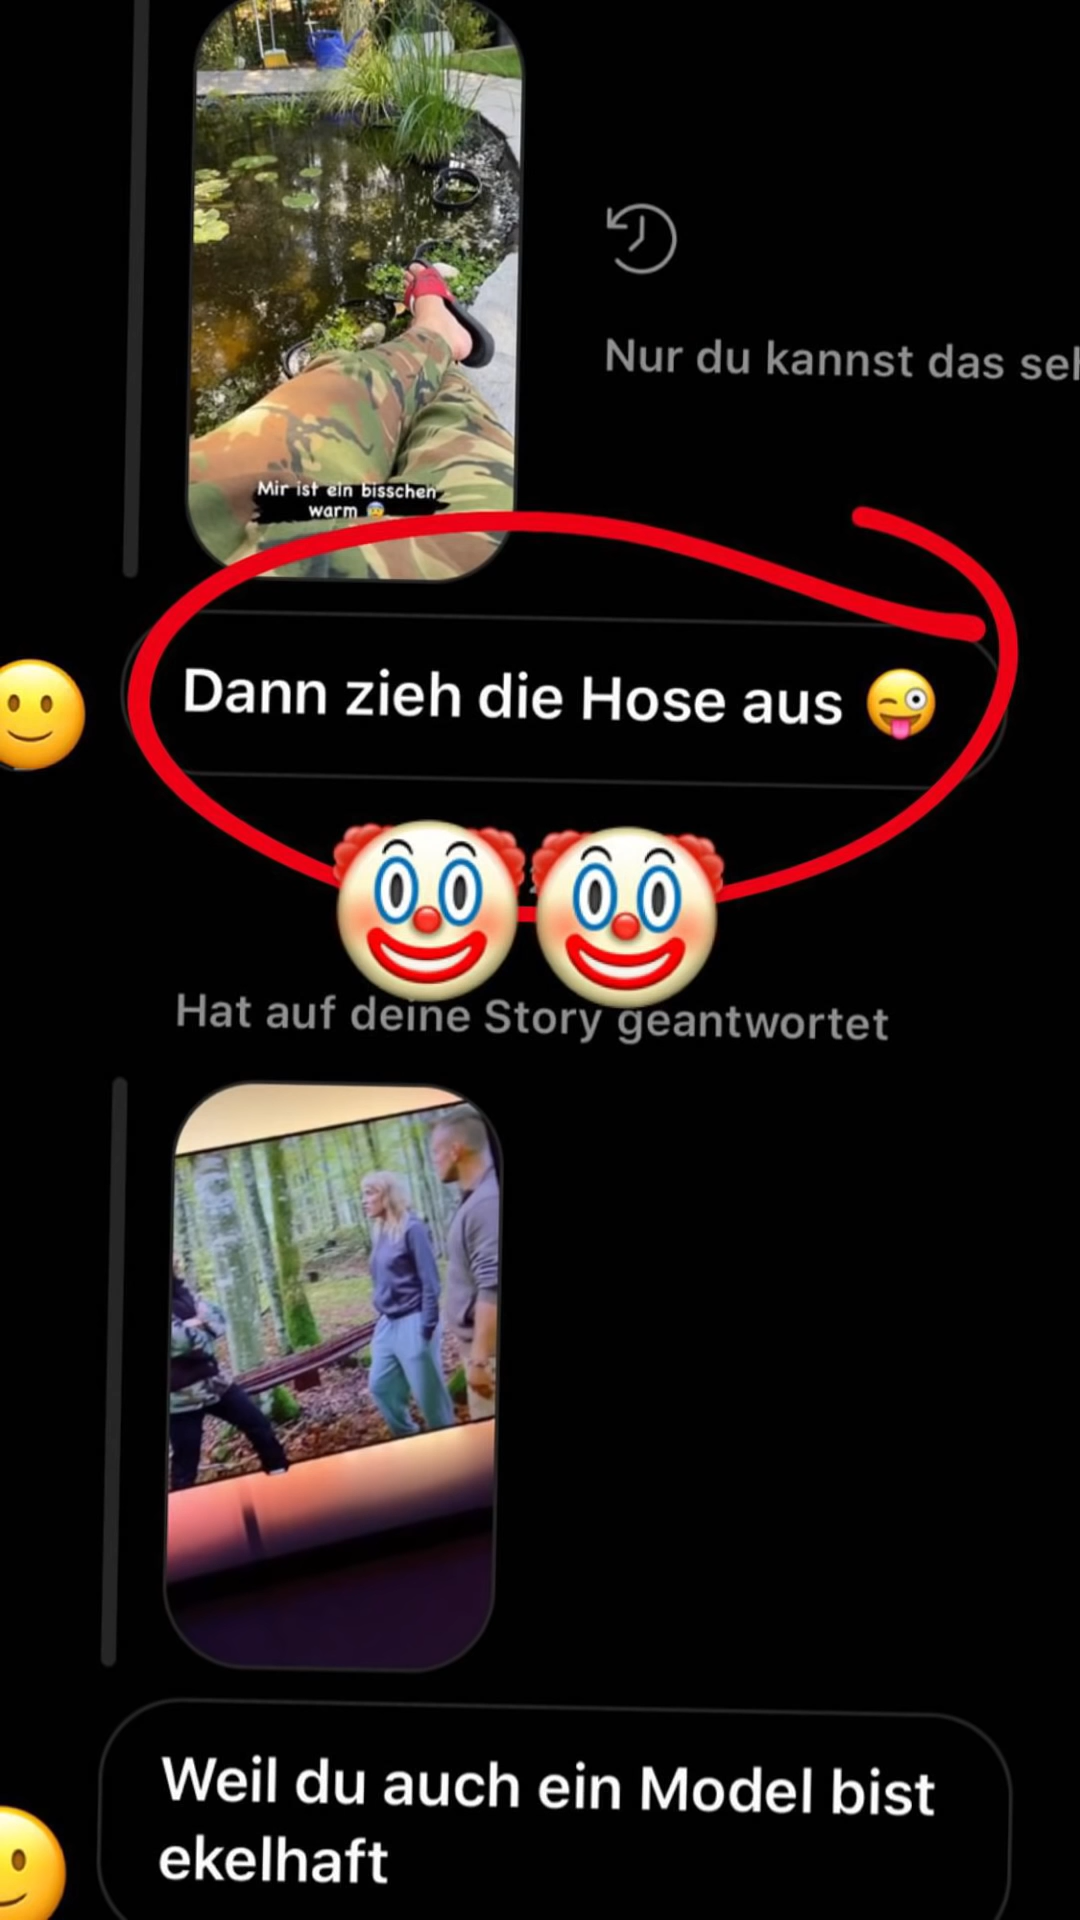 Nur du kannst das
Mir ist ein bisschen
warm 😰
Dann zieh die Hose aus 😜
Hat auf deine Story geantwortet
Weil du auch ein Model bist
ekelhaft